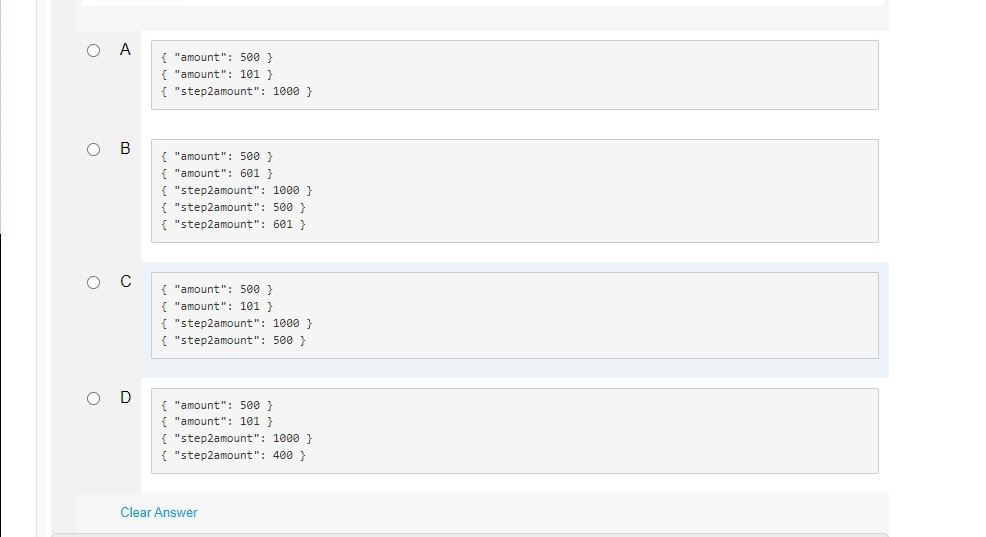 A
{ "amount": 500 }
{ "amount": 101 }
{ "step2amount": 1000 }
B
{ "amount": 500 }
{ "amount": 601 }
{ "step2amount": 1000 }
{ "step2amount": 500 }
{ "step2amount": 601 }
C
{ "amount": 500 }
{ "amount": 101 }
{ "step2amount": 1000 }
{ "step2amount": 500 }
D
{ "amount": 500 }
{ "amount": 101 }
{ "step2amount": 1000 }
{ "step2amount": 400 }
Clear Answer